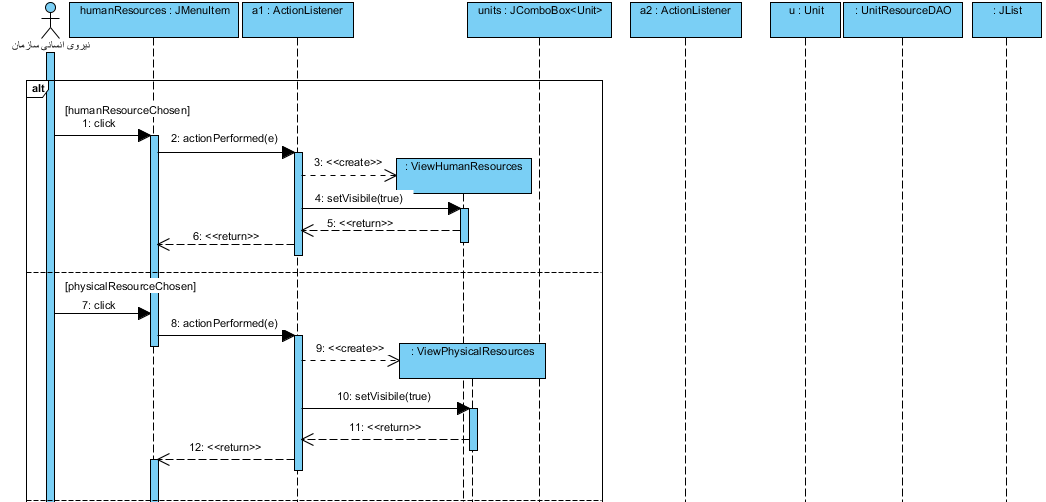 humanResources : JMenuItem
a1 : ActionListener
units : JComboBox<Unit>
a2 : ActionListener
u : Unit
: UnitResourceDAO
: JList
نیروی انسانی سازمان
alt
[humanResourceChosen]
1: click
2: actionPerformed(e)
3: <<create>>
: ViewHumanResources
4: setVisibile(true)
5: <<return>>
6: <<return>>
[physicalResourceChosen]
7: click
8: actionPerformed(e)
9: <<create>>
: ViewPhysicalResources
10: setVisibile(true)
11: <<return>>
12: <<return>>